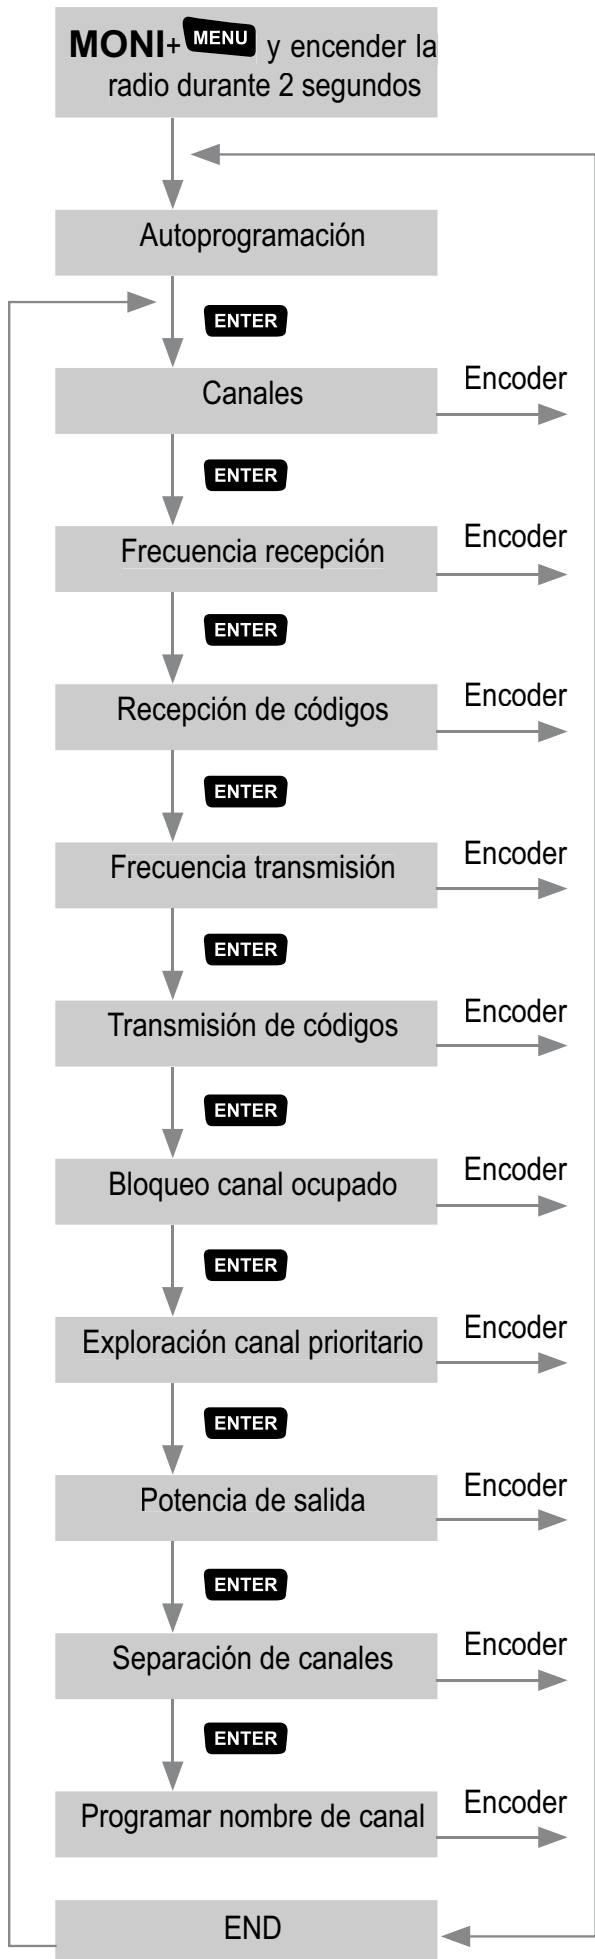 MONI+ MENU y encender la
radio durante 2 segundos
Autoprogramación
ENTER
Canales
Encoder
ENTER
Frecuencia recepción
Encoder
ENTER
Recepción de códigos
Encoder
ENTER
Frecuencia transmisión
Encoder
ENTER
Transmisión de códigos
Encoder
ENTER
Bloqueo canal ocupado
Encoder
ENTER
Exploración canal prioritario
Encoder
ENTER
Potencia de salida
Encoder
ENTER
Separación de canales
Encoder
ENTER
Programar nombre de canal
Encoder
END